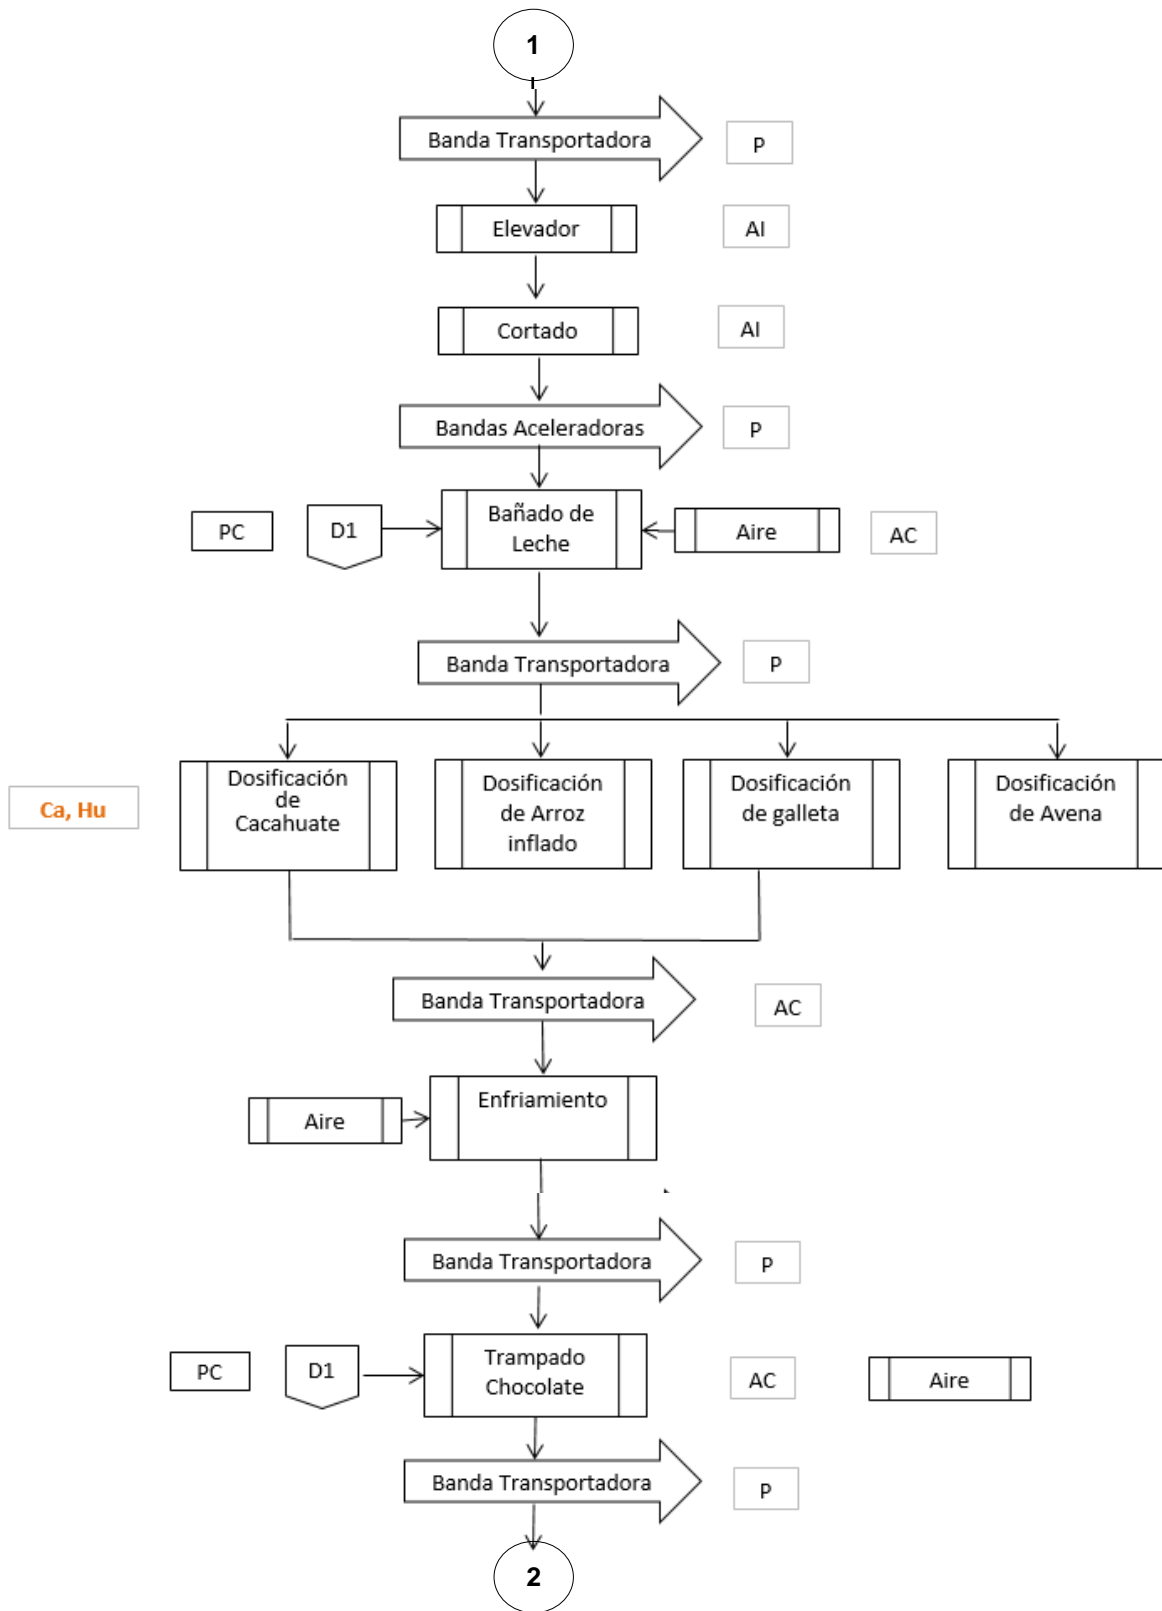 1
Banda Transportadora
P
Elevador
AI
Cortado
AI
Bandas Aceleradoras
P
PC
D1
Bañado de
Leche
Aire
AC
Banda Transportadora
P
Ca, Hu
Dosificación
de
Cacahuate
Dosificación
de Arroz
inflado
Dosificación
de galleta
Dosificación
de Avena
Banda Transportadora
AC
Aire
Enfriamiento
Banda Transportadora
P
PC
D1
Trampado
Chocolate
AC
Aire
Banda Transportadora
P
2